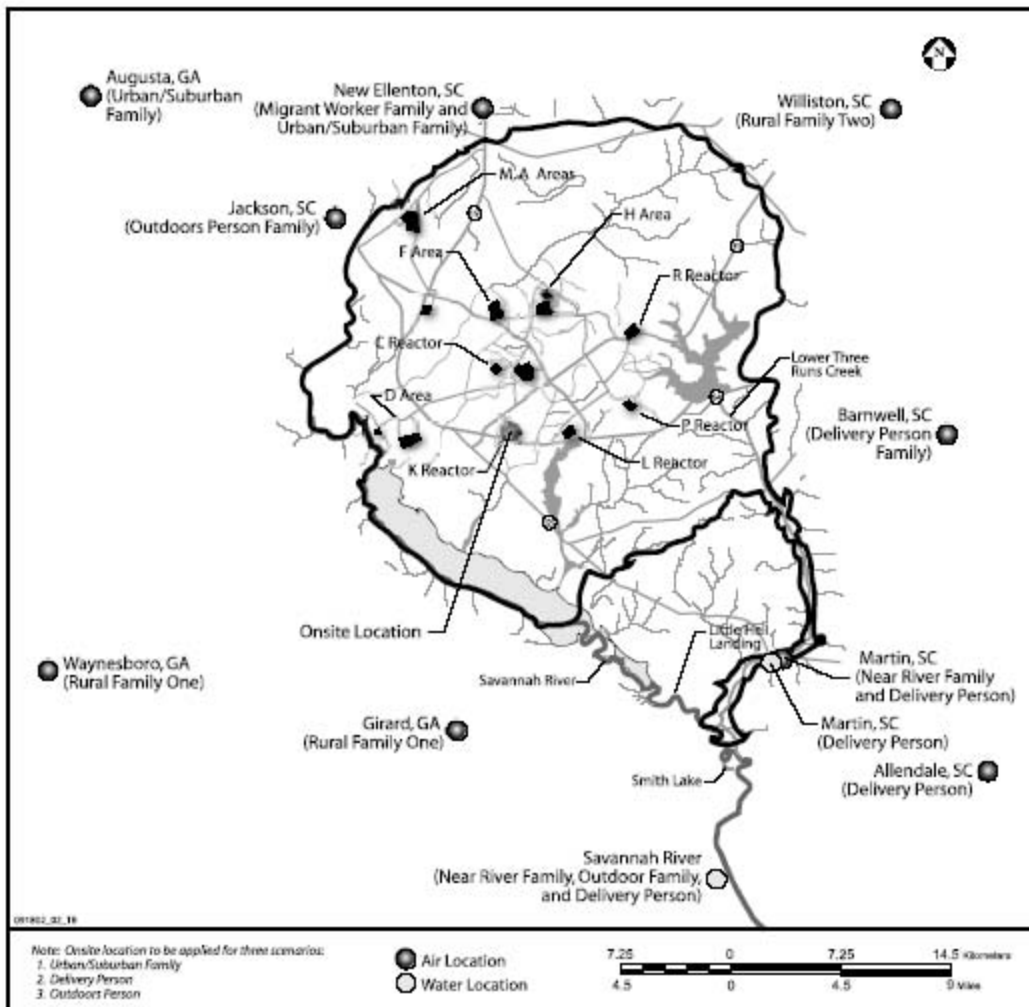 N
Augusta, GA
(Urban/Suburban
Family)
New Ellenton, SC
(Migrant Worker Family and
Urban/Suburban Family)
Williston, SC
(Rural Family Two)
M, A Areas
Jackson, SC
(Outdoors Person Family)
H Area
F Area
R Reactor
C Reactor
Lower Three
Runs Creek
D Area
Barnwell, SC
(Delivery Person
Family)
P Reactor
L Reactor
K Reactor
Onsite Location
Little Hell
Landing
Waynesboro, GA
(Rural Family One)
Savannah River
Martin, SC
(Near River Family
and Delivery Person)
Girard, GA
(Rural Family One)
Martin, SC
(Delivery Person)
Smith Lake
Allendale, SC
(Delivery Person)
Savannah River
(Near River Family, Outdoor Family,
and Delivery Person)
Note: Onsite location to be applied for three scenarios:
1. Urban/Suburban Family
2. Delivery Person
3. Outdoors Person
Air Location
Water Location
7.25 0 7.25 14.5 Kilometers
4.5 0 4.5 9 Miles